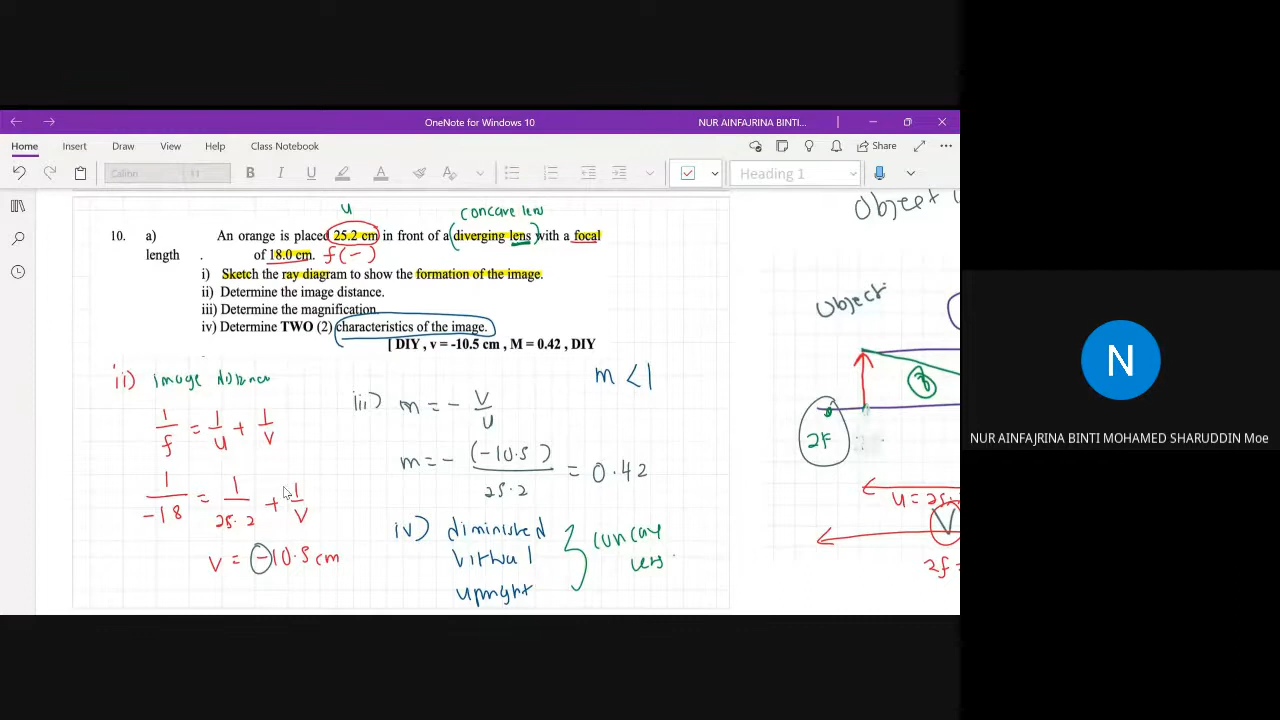 OneNote for Windows 10
NUR AINFAJRINA BINTI...
Home Insert Draw View Help Class Notebook
Share
Calibri 11 B I U A Heading 1
u
concave lens
10. a) An orange is placed 25.2 cm in front of a (diverging lens) with a focal
length . of 18.0 cm. f(-)
i) Sketch the ray diagram to show the formation of the image.
ii) Determine the image distance.
iii) Determine the magnification.
iv) Determine TWO (2) characteristics of the image.
[ DIY , v = -10.5 cm , M = 0.42 , DIY
ii) image distance
1/f = 1/u + 1/v
1/-18 = 1/25.2 + 1/v
v = -10.5 cm
iii) m = - v/u
m = - (-10.5)/25.2 = 0.42
m < 1
iv) diminished
virtual
upright
} concave
lens
Object
Object
2F
u = 25.
V
2f =
N
NUR AINFAJRINA BINTI MOHAMED SHARUDDIN Moe